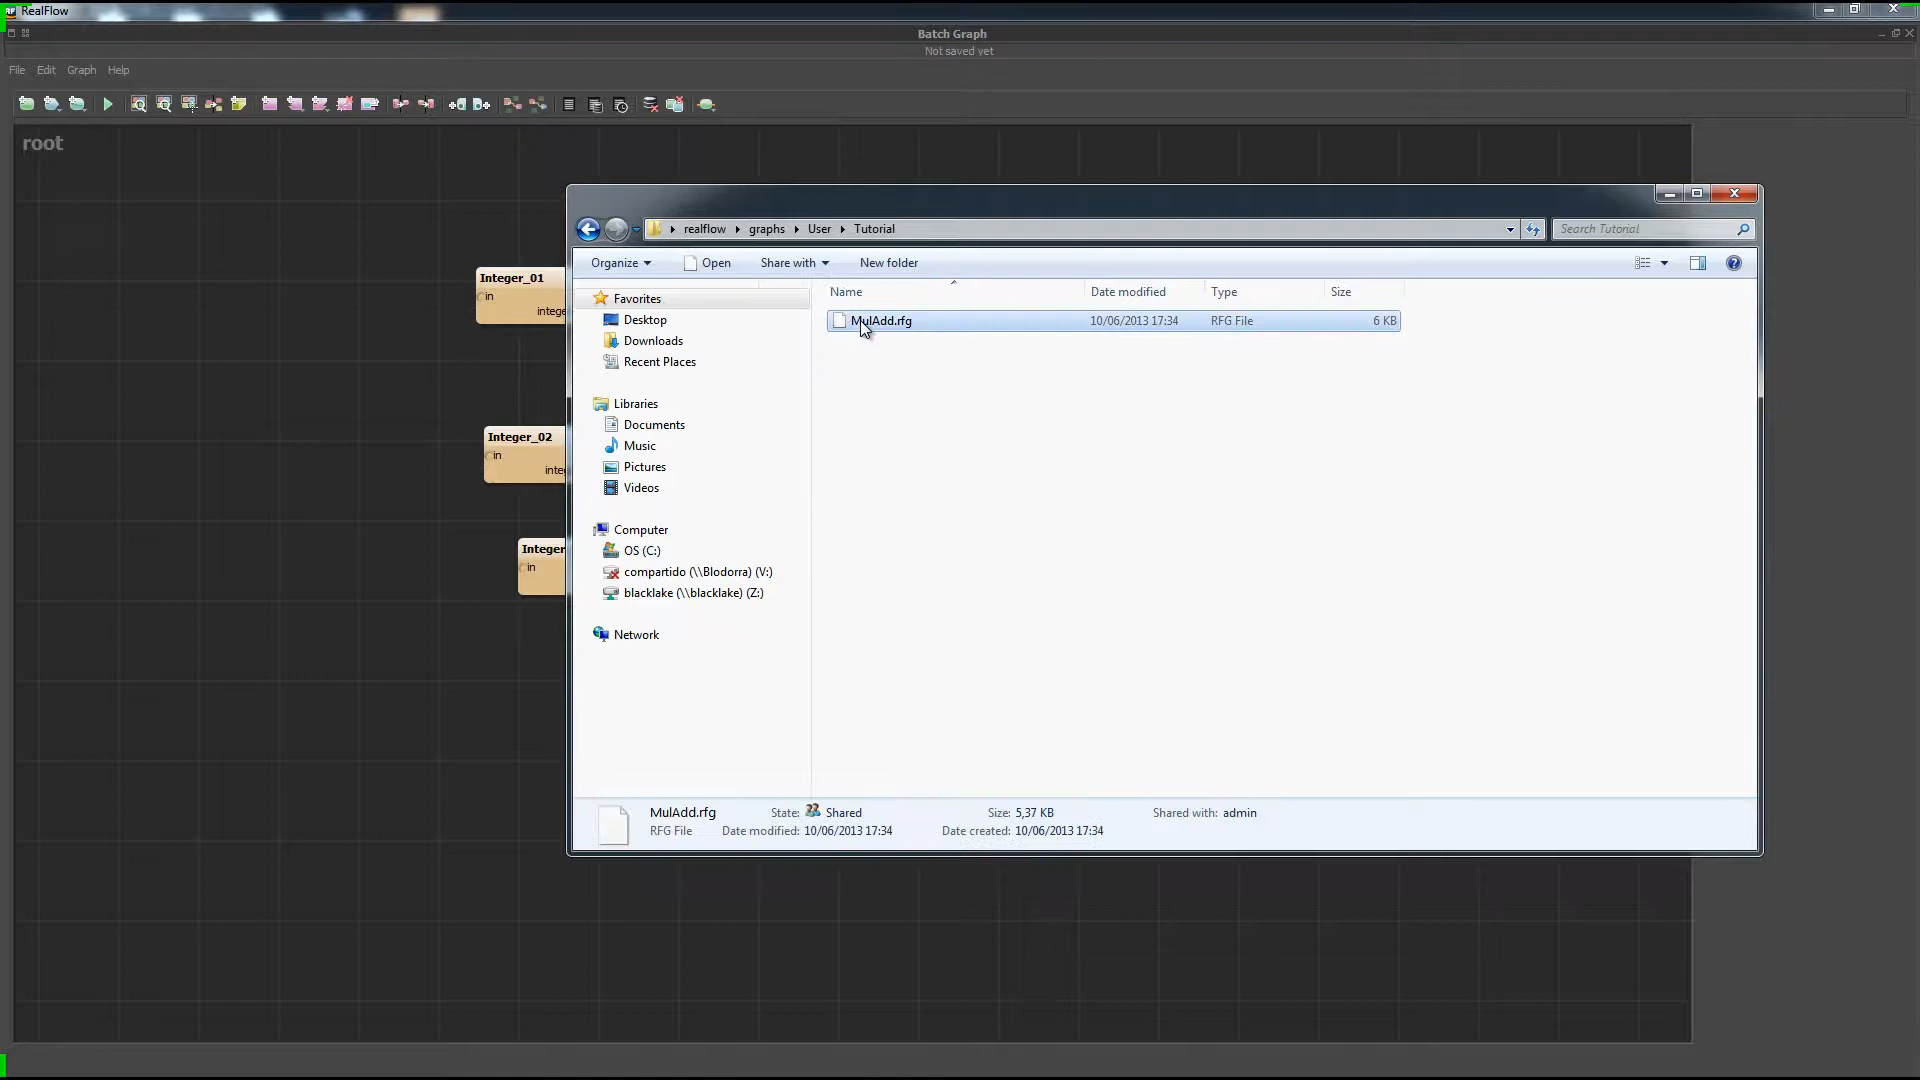 RealFlow
Batch Graph
Not saved yet
File Edit Graph Help
root
realflow graphs User Tutorial
Search Tutorial
Organize Open Share with New folder
Integer_01
in
Name Date modified Type Size
MulAdd.rfg 10/06/2013 17:34 RFG File 6 KB
Favorites
Desktop
Downloads
Recent Places
Libraries
Documents
Music
Pictures
Videos
Integer_02
in
Integer
in
Computer
OS (C:)
compartido (\\Blodorra) (V:)
blacklake (\\blacklake) (Z:)
Network
MulAdd.rfg State: Shared Size: 5,37 KB Shared with: admin
RFG File Date modified: 10/06/2013 17:34 Date created: 10/06/2013 17:34